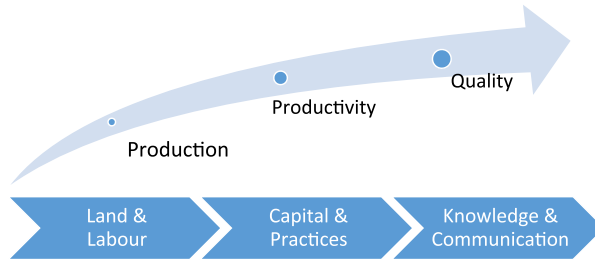 Quality
Productivity
Production
Land &
Labour
Capital &
Practices
Knowledge &
Communication